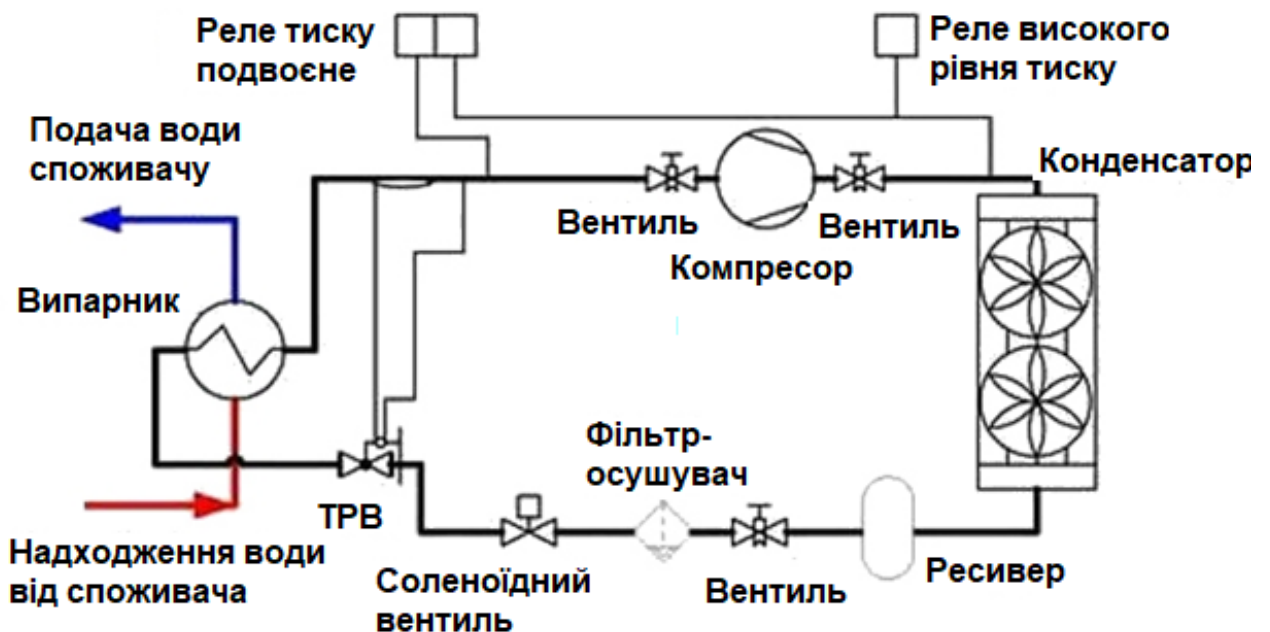 Реле тиску
подвоєне
Реле високого
рівня тиску
Подача води
споживачу
Конденсатор
Вентиль
Вентиль
Компресор
Випарник
Фільтр-
осушувач
ТРВ
Надходження води
від споживача
Соленоїдний
вентиль
Вентиль
Ресивер